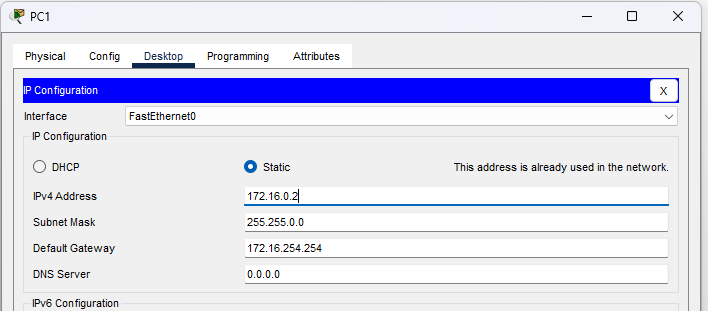 PC1
Physical Config Desktop Programming Attributes
IP Configuration X
Interface FastEthernet0
IP Configuration
DHCP Static This address is already used in the network.
IPv4 Address 172.16.0.2
Subnet Mask 255.255.0.0
Default Gateway 172.16.254.254
DNS Server 0.0.0.0
IPv6 Configuration